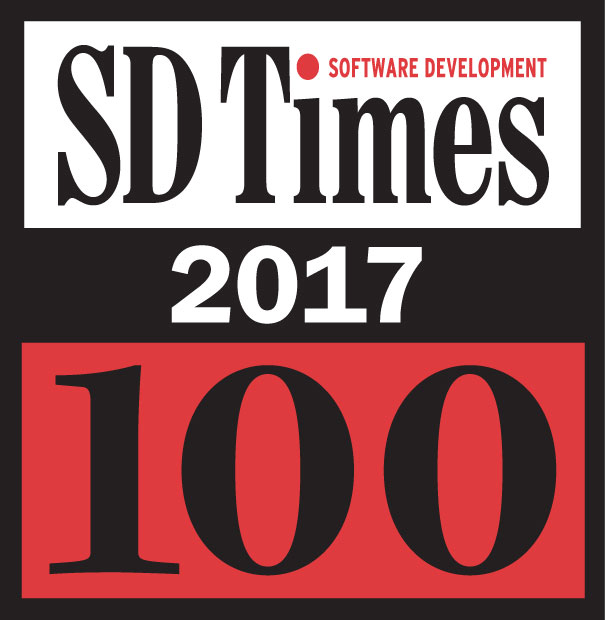 SOFTWARE DEVELOPMENT
SD Times
2017
100